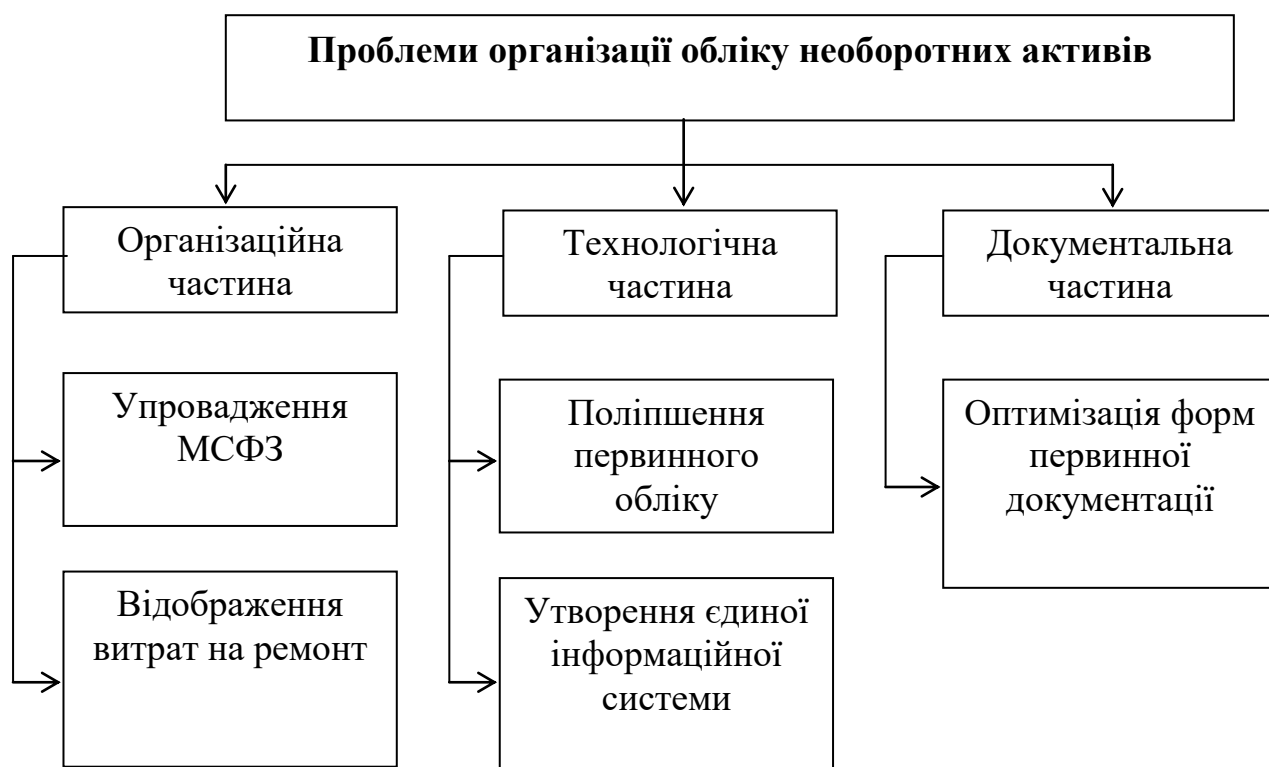 Проблеми організації обліку необоротних активів
Організаційна
частина
Технологічна
частина
Документальна
частина
Упровадження
МСФЗ
Поліпшення
первинного
обліку
Оптимізація форм
первинної
документації
Відображення
витрат на ремонт
Утворення єдиної
інформаційної
системи